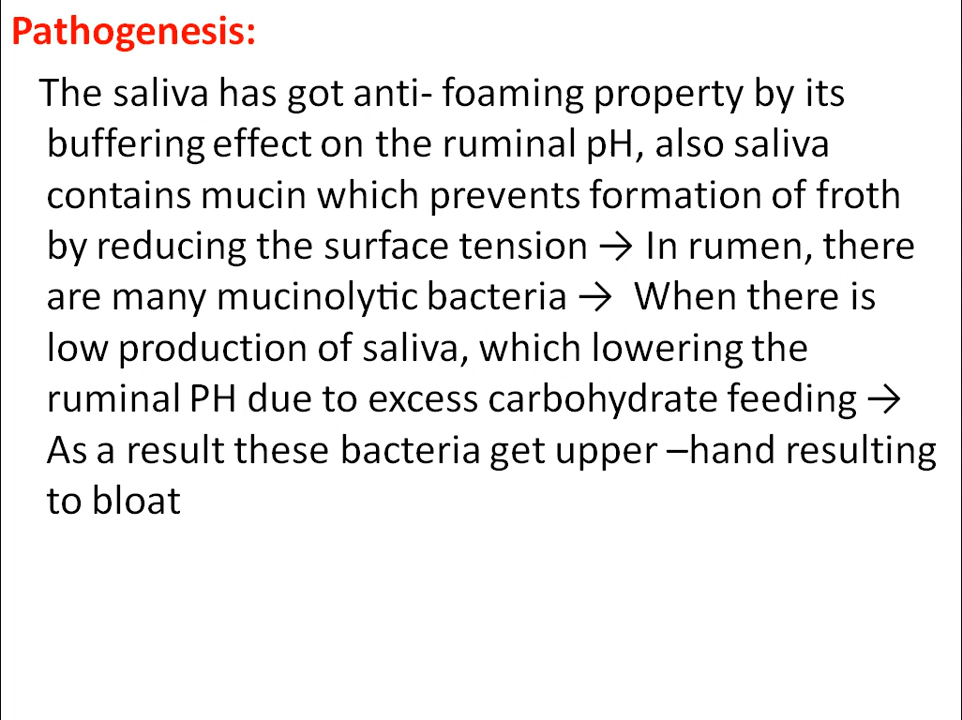 Pathogenesis:
The saliva has got anti- foaming property by its
buffering effect on the ruminal pH, also saliva
contains mucin which prevents formation of froth
by reducing the surface tension → In rumen, there
are many mucinolytic bacteria → When there is
low production of saliva, which lowering the
ruminal PH due to excess carbohydrate feeding →
As a result these bacteria get upper –hand resulting
to bloat